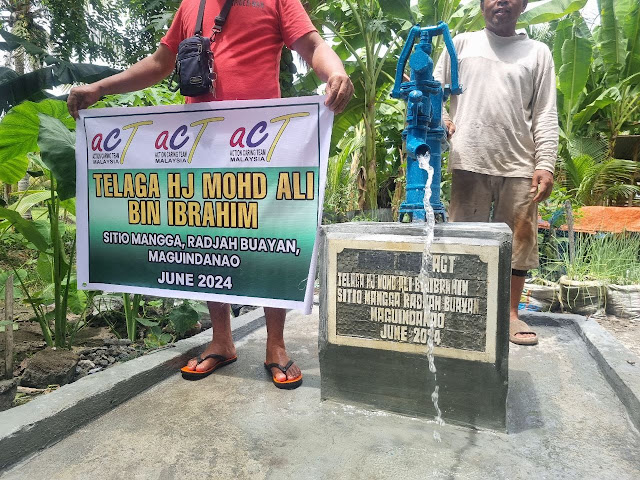 act act act
ACTION CARING TEAM MALAYSIA ACTION CARING TEAM MALAYSIA ACTION CARING TEAM MALAYSIA
TELAGA HJ MOHD ALI
BIN IBRAHIM
SITIO MANGGA, RADJAH BUAYAN,
MAGUINDANAO
JUNE 2024
ACT
TELAGA HJ MOHD ALI
SITIO MANGGA RADJAH BUAYAN
MAGUINDANAO
JUNE 2024